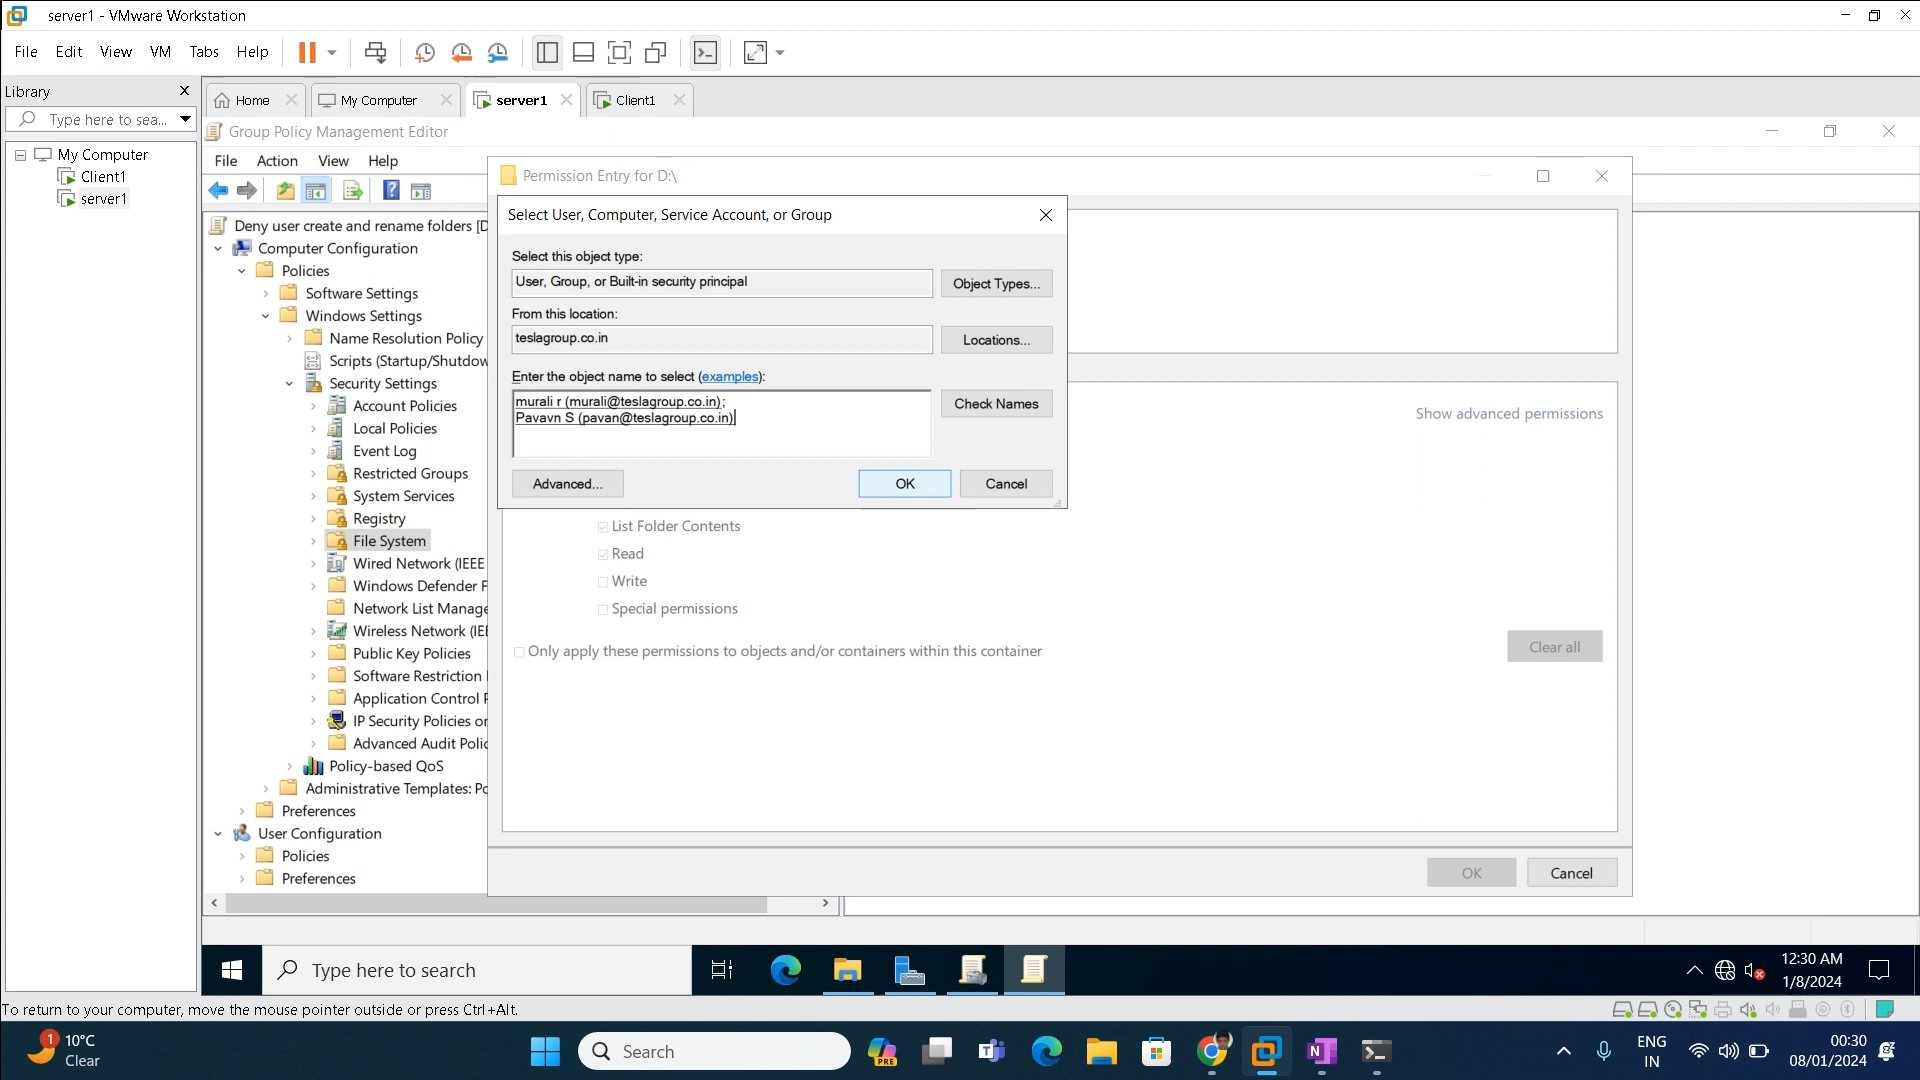 server1 - VMware Workstation
File Edit View VM Tabs Help
Library
Type here to sea...
My Computer
Client1
server1
Home
My Computer
server1
Client1
Group Policy Management Editor
File Action View Help
Deny user create and rename folders [D
Computer Configuration
Policies
Software Settings
Windows Settings
Name Resolution Policy
Scripts (Startup/Shutdow
Security Settings
Account Policies
Local Policies
Event Log
Restricted Groups
System Services
Registry
File System
Wired Network (IEEE
Windows Defender F
Network List Manage
Wireless Network (IEE
Public Key Policies
Software Restriction
Application Control P
IP Security Policies or
Advanced Audit Polic
Policy-based QoS
Administrative Templates: Po
Preferences
User Configuration
Policies
Preferences
Permission Entry for D:\
Select User, Computer, Service Account, or Group
Select this object type:
User, Group, or Built-in security principal
Object Types...
From this location:
teslagroup.co.in
Locations...
Enter the object name to select (examples):
murali r (murali@teslagroup.co.in);
Pavavn S (pavan@teslagroup.co.in)
Check Names
Advanced...
OK
Cancel
Show advanced permissions
List Folder Contents
Read
Write
Special permissions
Only apply these permissions to objects and/or containers within this container
Clear all
OK
Cancel
Type here to search
12:30 AM
1/8/2024
To return to your computer, move the mouse pointer outside or press Ctrl+Alt.
1
10°C
Clear
Search
PRE
ENG
IN
00:30
08/01/2024